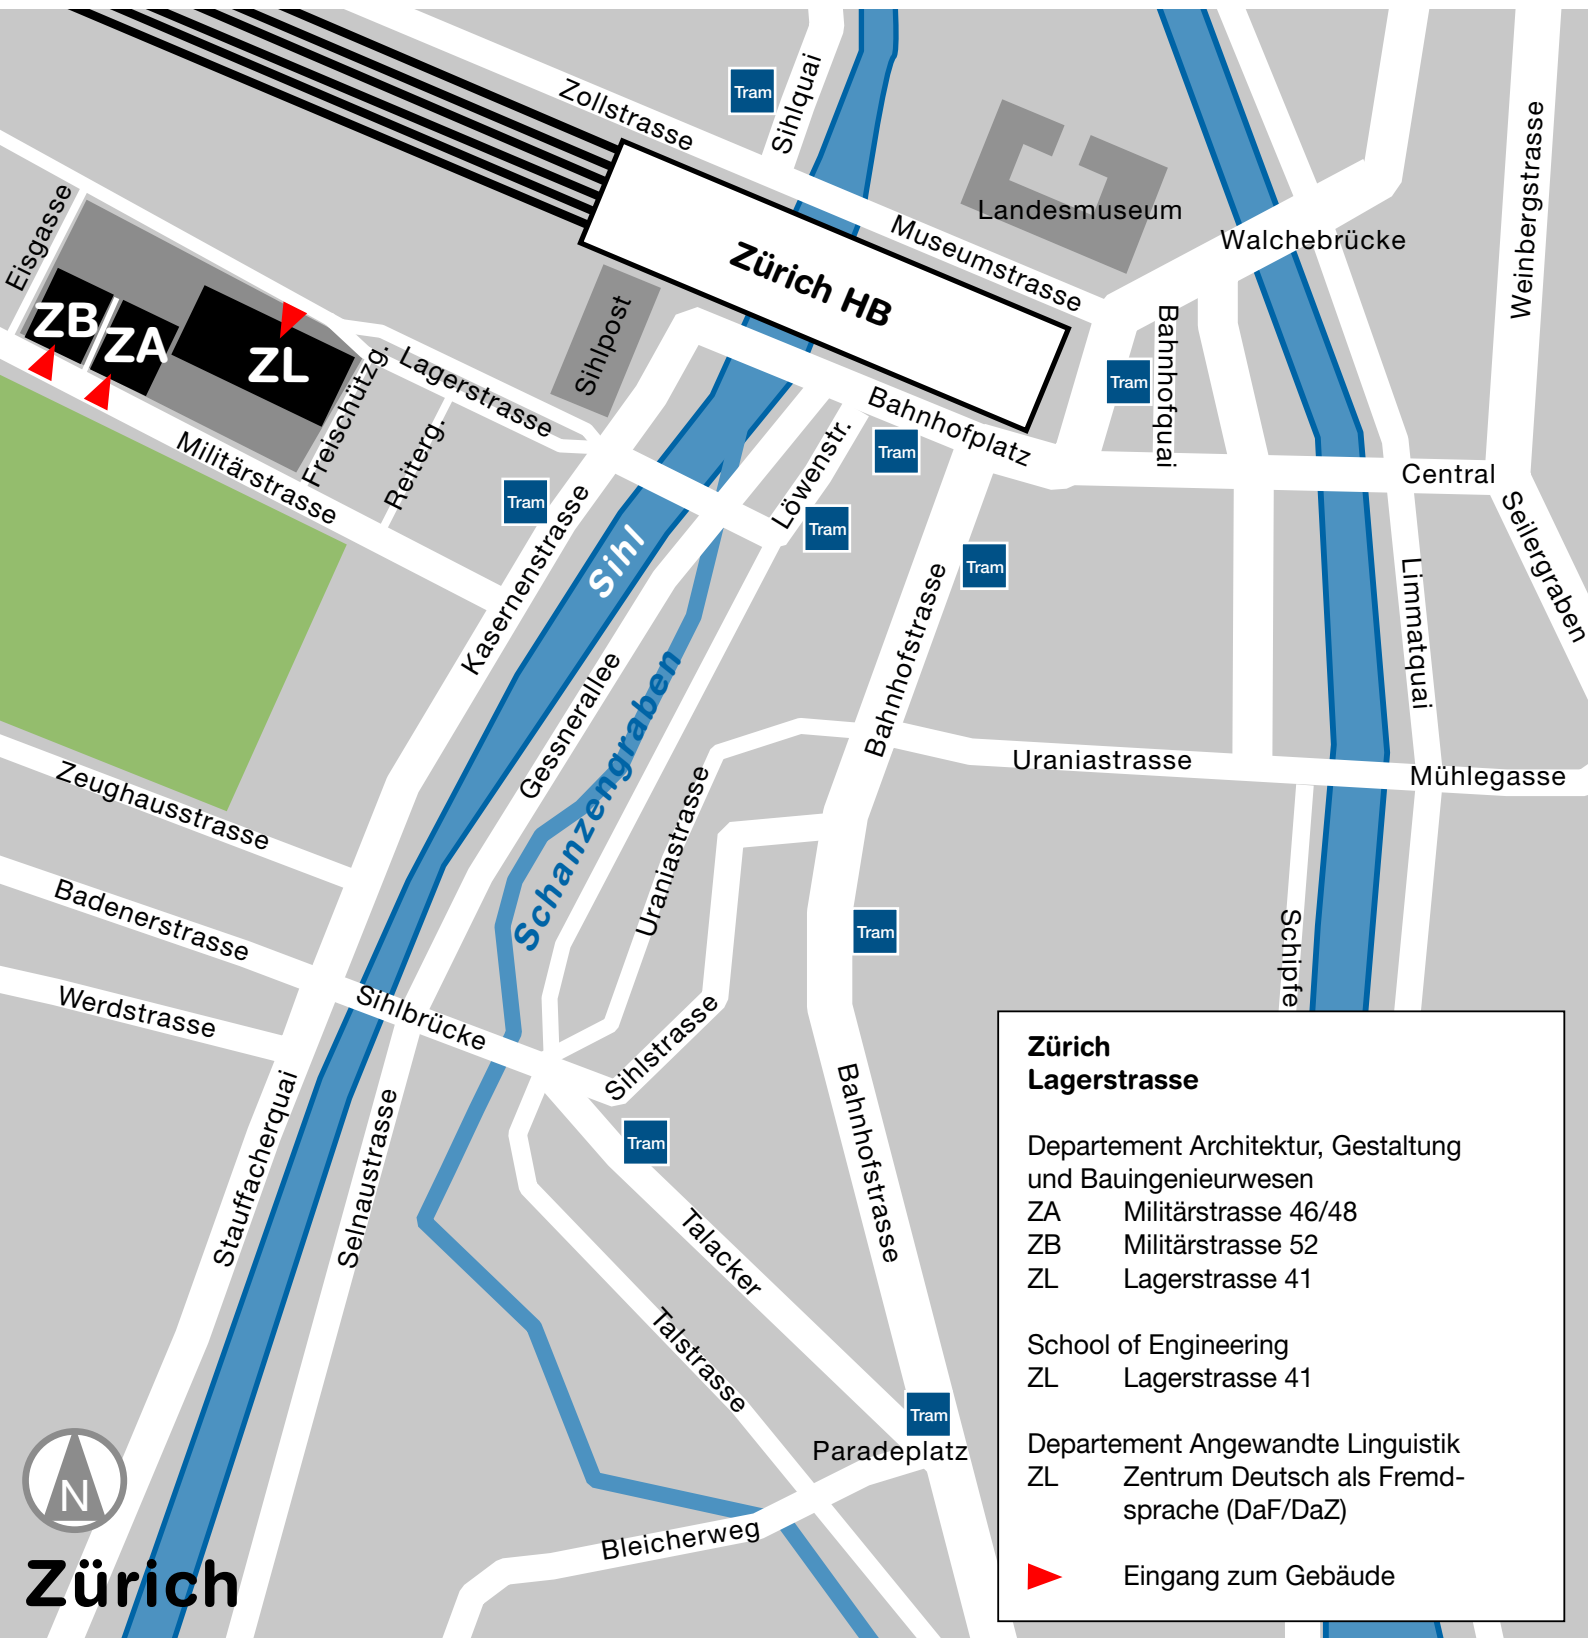 Zollstrasse
Tram
Sihlquai
Landesmuseum
Museumstrasse
Walchebrücke
Weinbergstrasse
Zürich HB
Eisgasse
ZB
ZA
ZL
Sihlpost
Freischützg.
Lagerstrasse
Reiterg.
Militärstrasse
Tram
Kasernenstrasse
Sihl
Löwenstr.
Bahnhofplatz
Tram
Tram
Tram
Bahnhofquai
Central
Seilergraben
Tram
Limmatquai
Bahnhofstrasse
Gessnerallee
Schanzengraben
Uraniastrasse
Uraniastrasse
Mühlegasse
Zeughausstrasse
Badenerstrasse
Werdstrasse
Sihlbrücke
Sihlstrasse
Tram
Schipfe
Stauffacherquai
Selnaustrasse
Tram
Talacker
Talstrasse
Bahnhofstrasse
Tram
Paradeplatz
Bleicherweg
N
Zürich
Zürich
Lagerstrasse
Departement Architektur, Gestaltung
und Bauingenieurwesen
ZA Militärstrasse 46/48
ZB Militärstrasse 52
ZL Lagerstrasse 41
School of Engineering
ZL Lagerstrasse 41
Departement Angewandte Linguistik
ZL Zentrum Deutsch als Fremd-
sprache (DaF/DaZ)
Eingang zum Gebäude